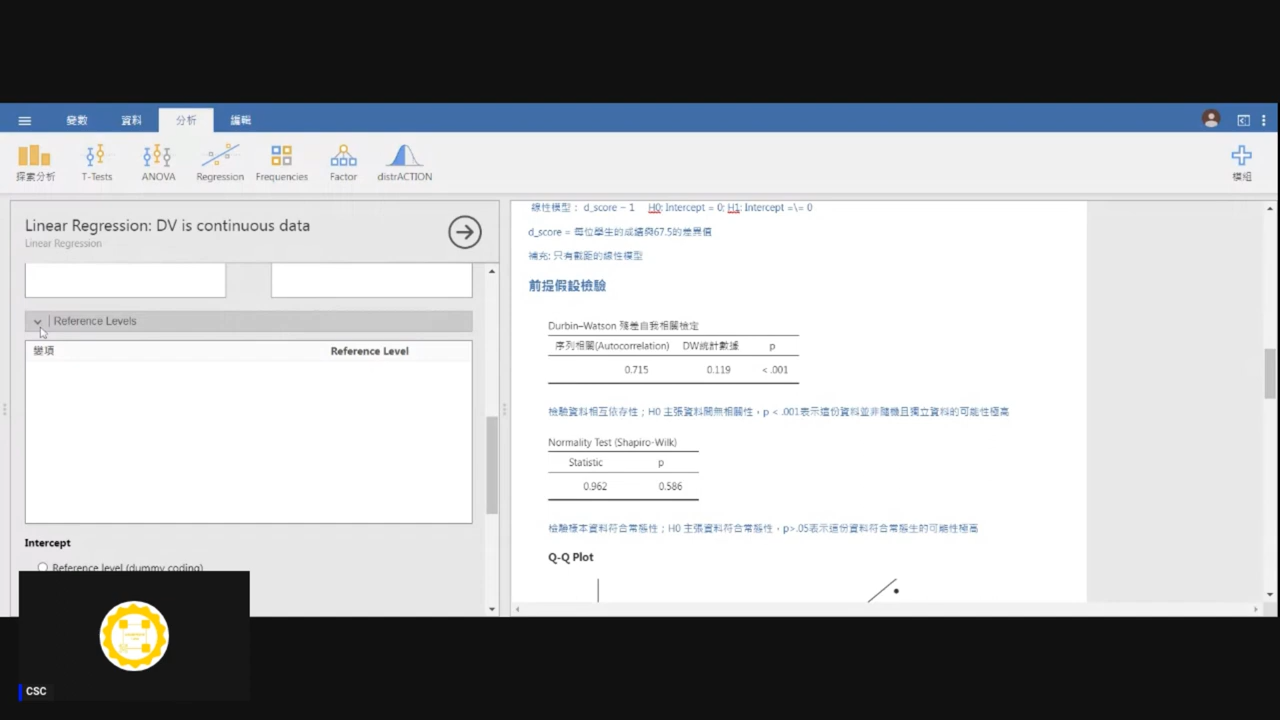 變數 資料 分析 編輯
探索分析 T-Tests ANOVA Regression Frequencies Factor distrACTION 模組
Linear Regression: DV is continuous data
Linear Regression
Reference Levels
變項 Reference Level
Intercept
Reference level (dummy coding)
CSC
線性模型： d_score ~ 1 H0: Intercept = 0; H1: Intercept =\= 0
d_score = 每位學生的成績與67.5的差異值
補充: 只有截距的線性模型
前提假設檢驗
Durbin–Watson 殘差自我相關檢定
序列相關(Autocorrelation) DW統計數據 p
0.715 0.119 < .001
檢驗資料相互依存性；H0 主張資料間無相關性，p < .001表示這份資料並非隨機且獨立資料的可能性極高
Normality Test (Shapiro-Wilk)
Statistic p
0.962 0.586
檢驗樣本資料符合常態性；H0 主張資料符合常態性，p>.05表示這份資料符合常態生的可能性極高
Q-Q Plot